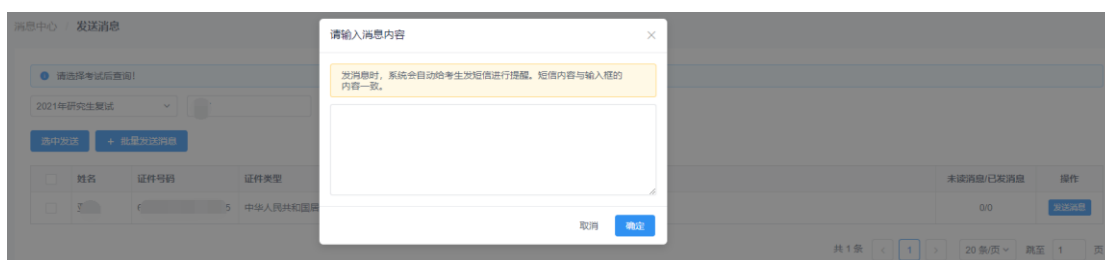 消息中心 / 发送消息
请输入消息内容
请选择考试后查询!
发消息时，系统会自动给考生发短信进行提醒。短信内容与输入框的
内容一致。
2021年研究生复试
选中发送 + 批量发送消息
姓名 证件号码 证件类型 未读消息/已发消息 操作
6 5 中华人民共和国居 0/0 发送消息
取消 确定
共 1 条 < 1 > 20 条/页 跳至 1 页